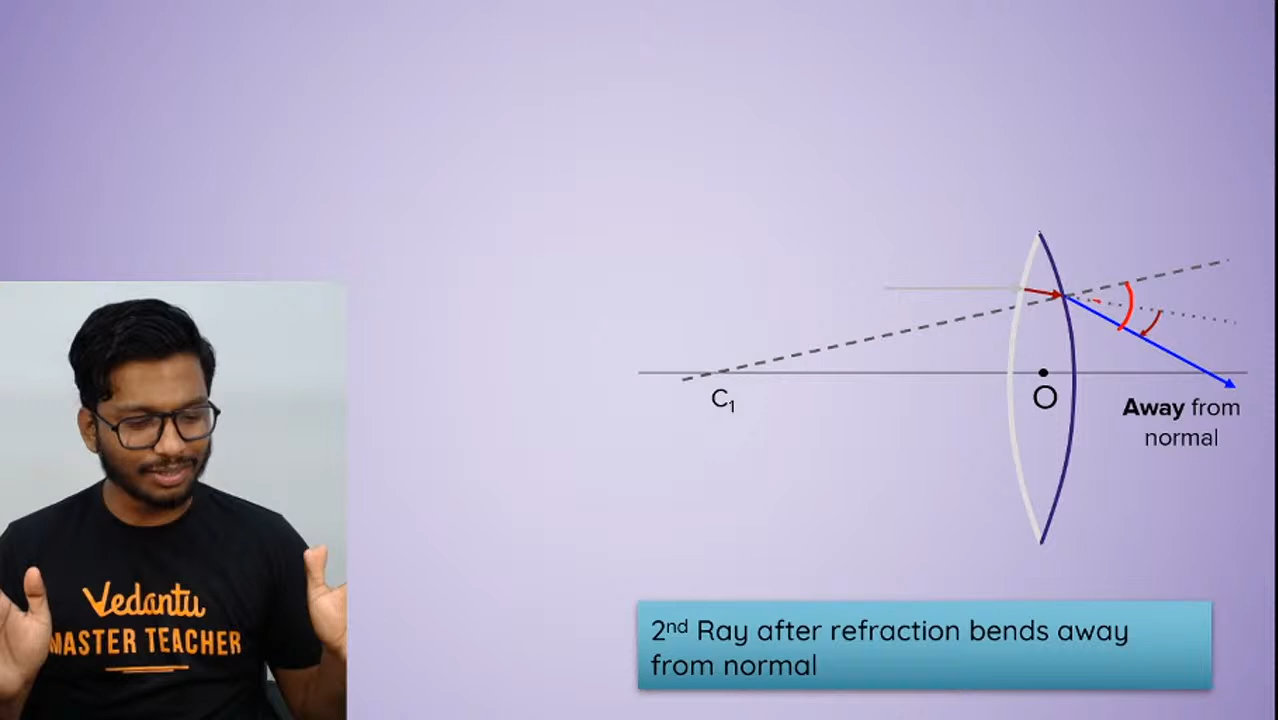 C₁
O
Away from
normal
Vedantu
MASTER TEACHER
2nd Ray after refraction bends away
from normal